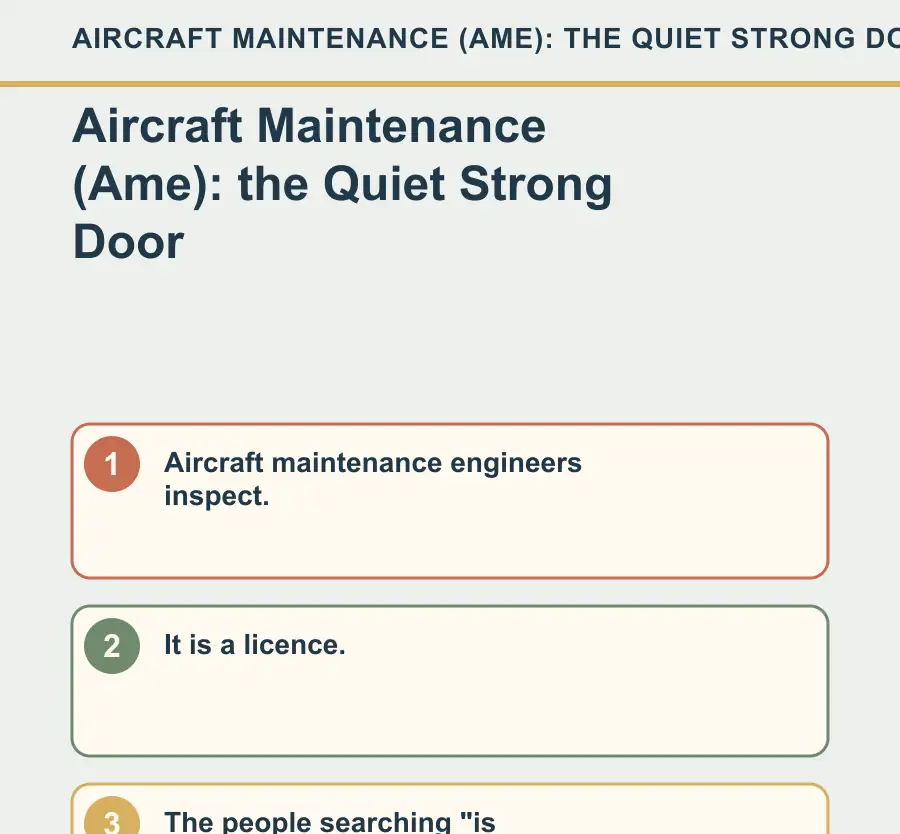 AIRCRAFT MAINTENANCE (AME): THE QUIET STRONG
Aircraft Maintenance
(Ame): the Quiet Strong
Door
1
Aircraft maintenance engineers
inspect.
2
It is a licence.
3
The people searching "is